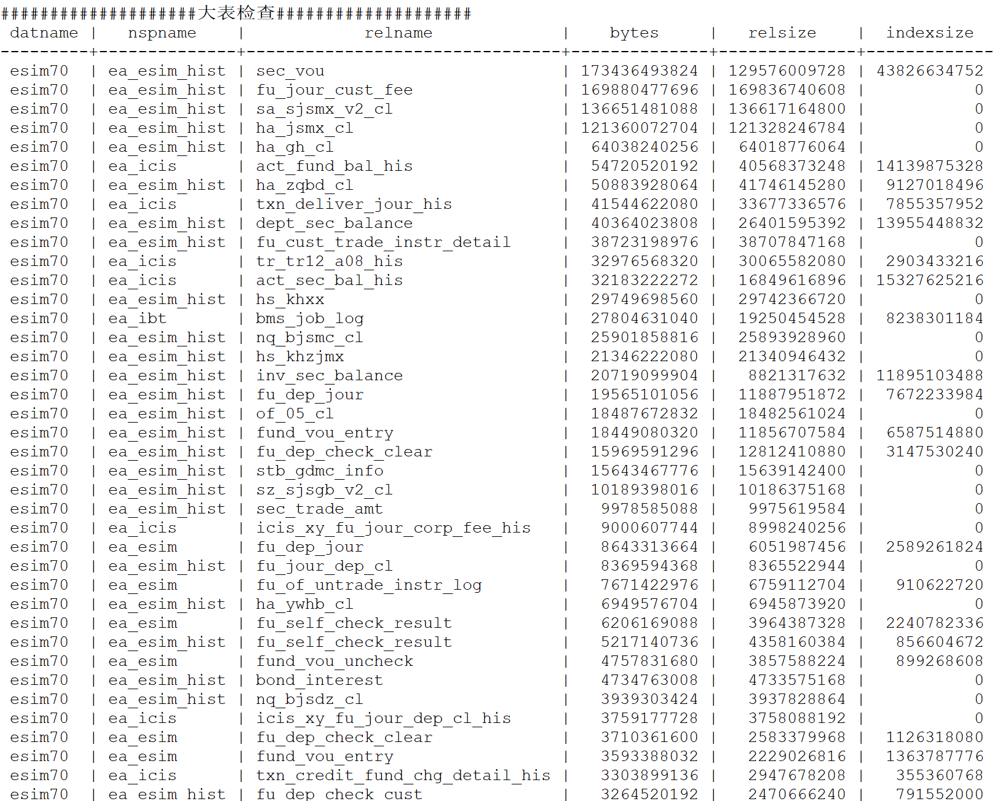 ####################大表检查####################
 datname |   nspname    |            relname             |    bytes     |   relsize    |  indexsize
---------+--------------+--------------------------------+--------------+--------------+-------------
 esim70  | ea_esim_hist | sec_vou                        | 173436493824 | 129576009728 | 43826634752
 esim70  | ea_esim_hist | fu_jour_cust_fee               | 169880477696 | 169836740608 |           0
 esim70  | ea_esim_hist | sa_sjsmx_v2_cl                 | 136651481088 | 136617164800 |           0
 esim70  | ea_esim_hist | ha_jsmx_cl                     | 121360072704 | 121328246784 |           0
 esim70  | ea_esim_hist | ha_gh_cl                       |  64038240256 |  64018776064 |           0
 esim70  | ea_icis      | act_fund_bal_his               |  54720520192 |  40568373248 | 14139875328
 esim70  | ea_esim_hist | ha_zqbd_cl                     |  50883928064 |  41746145280 |  9127018496
 esim70  | ea_icis      | txn_deliver_jour_his           |  41544622080 |  33677336576 |  7855357952
 esim70  | ea_esim_hist | dept_sec_balance               |  40364023808 |  26401595392 | 13955448832
 esim70  | ea_esim_hist | fu_cust_trade_instr_detail     |  38723198976 |  38707847168 |           0
 esim70  | ea_icis      | tr_tr12_a08_his                |  32976568320 |  30065582080 |  2903433216
 esim70  | ea_icis      | act_sec_bal_his                |  32183222272 |  16849616896 | 15327625216
 esim70  | ea_esim_hist | hs_khxx                        |  29749698560 |  29742366720 |           0
 esim70  | ea_ibt       | bms_job_log                    |  27804631040 |  19250454528 |  8238301184
 esim70  | ea_esim_hist | nq_bjsmc_cl                    |  25901858816 |  25893928960 |           0
 esim70  | ea_esim_hist | hs_khzjmx                      |  21346222080 |  21340946432 |           0
 esim70  | ea_esim_hist | inv_sec_balance                |  20719099904 |   8821317632 | 11895103488
 esim70  | ea_esim_hist | fu_dep_jour                    |  19565101056 |  11887951872 |  7672233984
 esim70  | ea_esim_hist | of_05_cl                       |  18487672832 |  18482561024 |           0
 esim70  | ea_esim_hist | fund_vou_entry                 |  18449080320 |  11856707584 |  6587514880
 esim70  | ea_esim_hist | fu_dep_check_clear             |  15969591296 |  12812410880 |  3147530240
 esim70  | ea_esim_hist | stb_gdmc_info                  |  15643467776 |  15639142400 |           0
 esim70  | ea_esim_hist | sz_sjsgb_v2_cl                 |  10189398016 |  10186375168 |           0
 esim70  | ea_esim_hist | sec_trade_amt                  |   9978585088 |   9975619584 |           0
 esim70  | ea_icis      | icis_xy_fu_jour_corp_fee_his   |   9000607744 |   8998240256 |           0
 esim70  | ea_esim      | fu_dep_jour                    |   8643313664 |   6051987456 |  2589261824
 esim70  | ea_esim_hist | fu_jour_dep_cl                 |   8369594368 |   8365522944 |           0
 esim70  | ea_esim      | fu_of_untrade_instr_log        |   7671422976 |   6759112704 |   910622720
 esim70  | ea_esim_hist | ha_ywhb_cl                     |   6949576704 |   6945873920 |           0
 esim70  | ea_esim      | fu_self_check_result           |   6206169088 |   3964387328 |  2240782336
 esim70  | ea_esim_hist | fu_self_check_result           |   5217140736 |   4358160384 |   856604672
 esim70  | ea_esim      | fund_vou_uncheck               |   4757831680 |   3857588224 |   899268608
 esim70  | ea_esim_hist | bond_interest                  |   4734763008 |   4733575168 |           0
 esim70  | ea_esim_hist | nq_bjsdz_cl                    |   3939303424 |   3937828864 |           0
 esim70  | ea_icis      | icis_xy_fu_jour_dep_cl_his     |   3759177728 |   3758088192 |           0
 esim70  | ea_esim      | fu_dep_check_clear             |   3710361600 |   2583379968 |  1126318080
 esim70  | ea_esim      | fund_vou_entry                 |   3593388032 |   2229026816 |  1363787776
 esim70  | ea_icis      | txn_credit_fund_chg_detail_his |   3303899136 |   2947678208 |   355360768
 esim70  | ea_esim_hist | fu_dep_check_cust              |   3264520192 |   2470666240 |   791552000